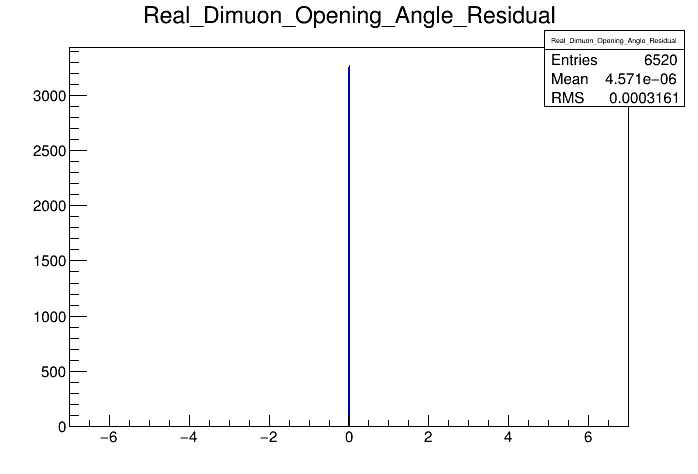 Real_Dimuon_Opening_Angle_Residual
Real_Dimuon_Opening_Angle_Residual
Entries 6520
Mean 4.571e−06
RMS 0.0003161
3000
2500
2000
1500
1000
500
0
−6 −4 −2 0 2 4 6